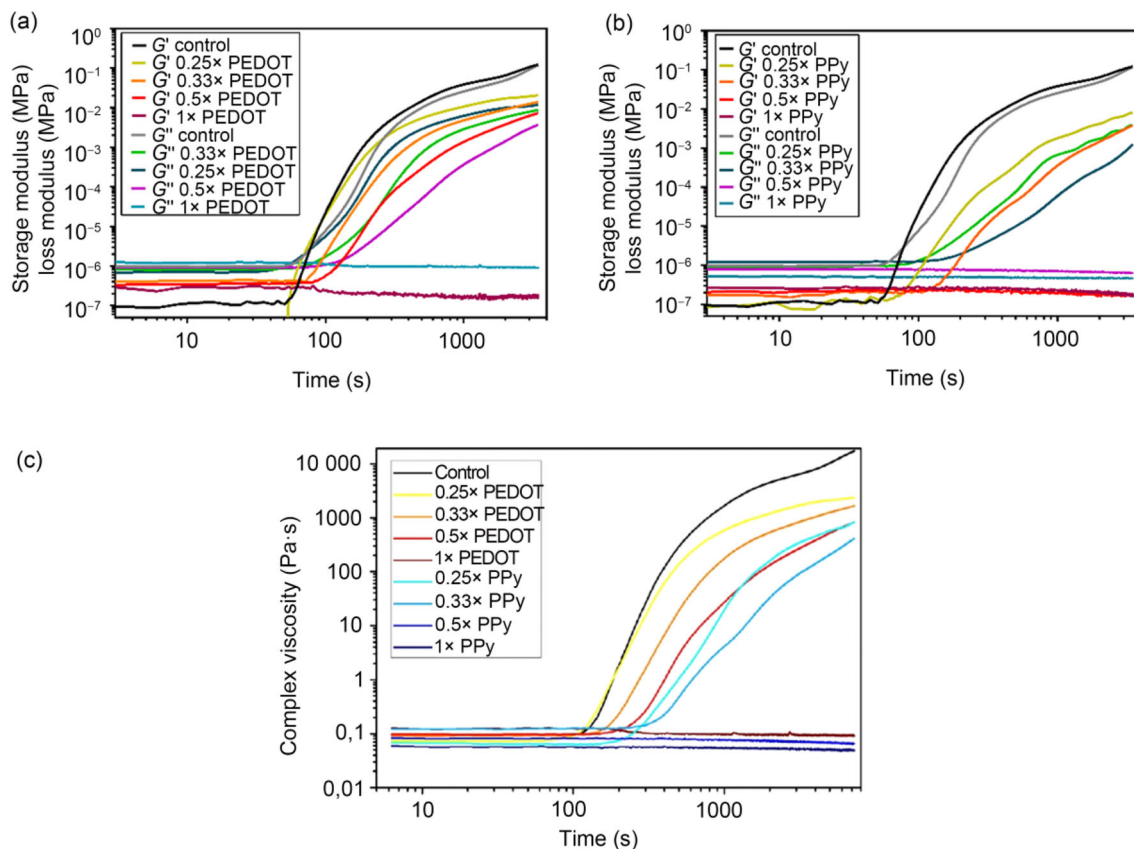 (a)
Storage modulus (MPa)
loss modulus (MPa)
10⁰
10⁻¹
10⁻²
10⁻³
10⁻⁴
10⁻⁵
10⁻⁶
10⁻⁷
G' control
G' 0.25× PEDOT
G' 0.33× PEDOT
G' 0.5× PEDOT
G' 1× PEDOT
G" control
G" 0.33× PEDOT
G" 0.25× PEDOT
G" 0.5× PEDOT
G" 1× PEDOT
10
100
1000
Time (s)
(b)
Storage modulus (MPa)
loss modulus (MPa)
10⁰
10⁻¹
10⁻²
10⁻³
10⁻⁴
10⁻⁵
10⁻⁶
10⁻⁷
G' control
G' 0.25× PPy
G' 0.33× PPy
G' 0.5× PPy
G' 1× PPy
G" control
G" 0.25× PPy
G" 0.33× PPy
G" 0.5× PPy
G" 1× PPy
10
100
1000
Time (s)
(c)
Complex viscosity (Pa·s)
10 000
1000
100
10
1
0.1
0,01
Control
0.25× PEDOT
0.33× PEDOT
0.5× PEDOT
1× PEDOT
0.25× PPy
0.33× PPy
0.5× PPy
1× PPy
10
100
1000
Time (s)